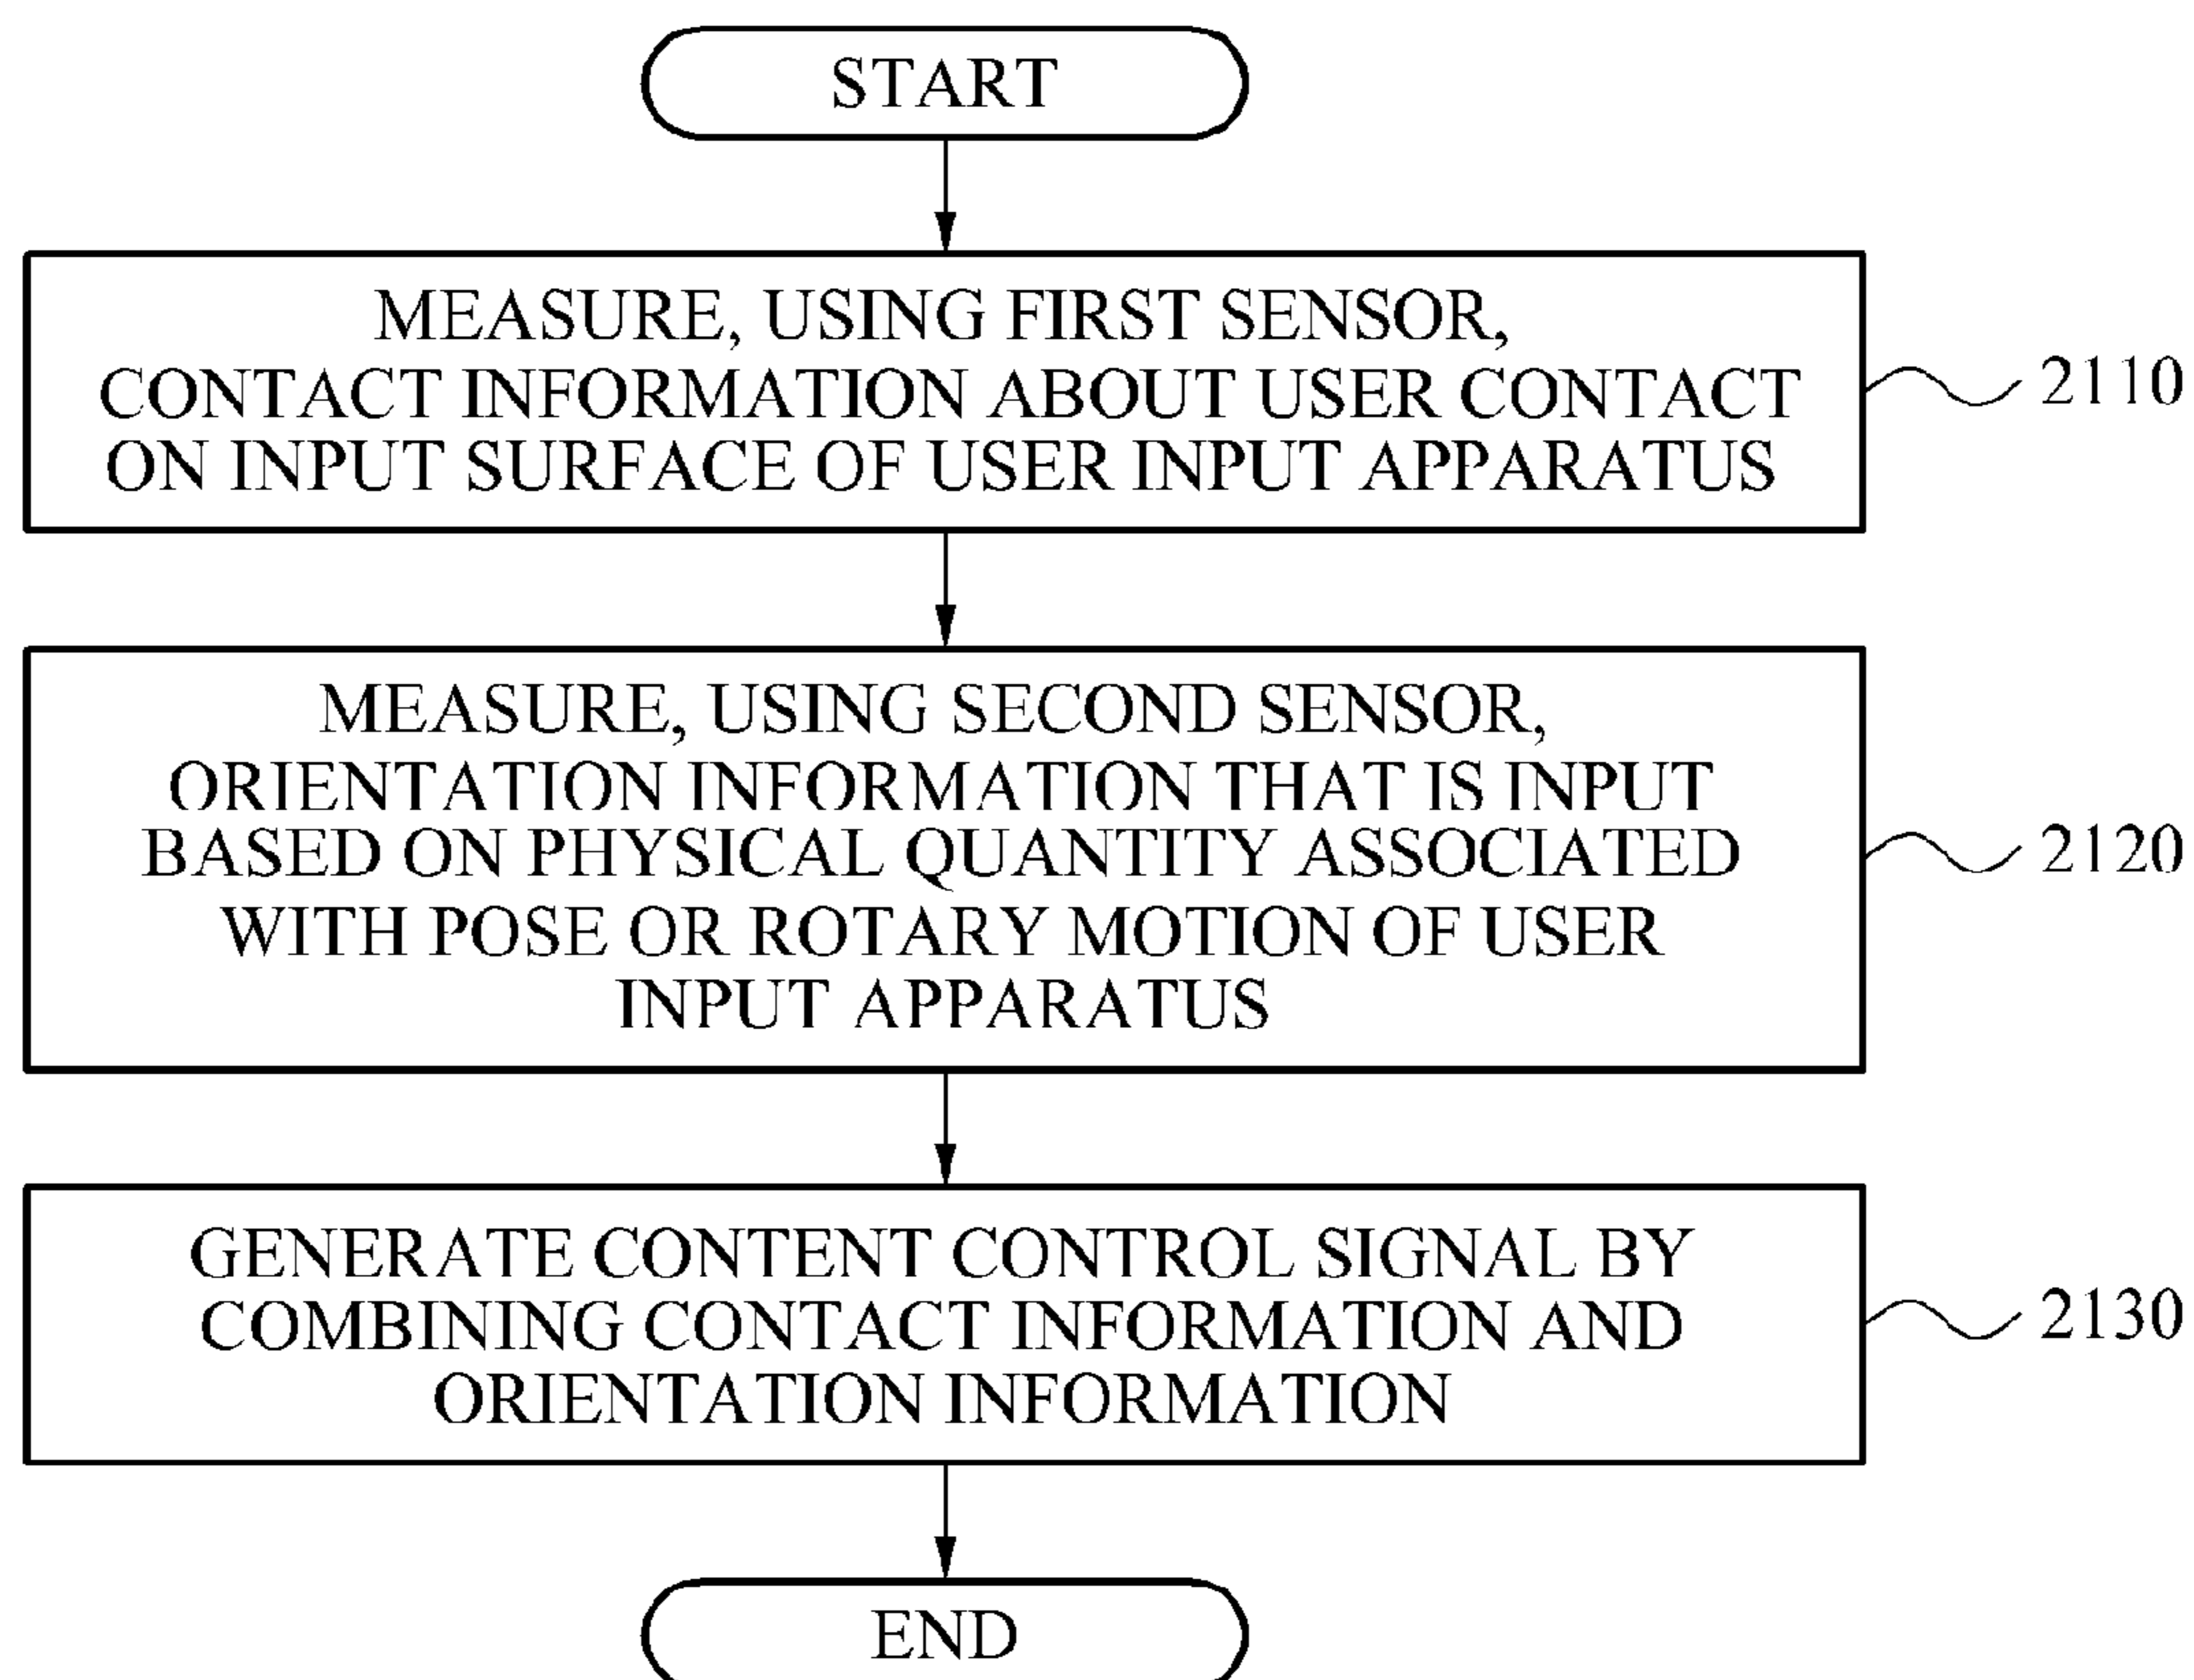 START
MEASURE, USING FIRST SENSOR,
CONTACT INFORMATION ABOUT USER CONTACT
ON INPUT SURFACE OF USER INPUT APPARATUS
2110
MEASURE, USING SECOND SENSOR,
ORIENTATION INFORMATION THAT IS INPUT
BASED ON PHYSICAL QUANTITY ASSOCIATED
WITH POSE OR ROTARY MOTION OF USER
INPUT APPARATUS
2120
GENERATE CONTENT CONTROL SIGNAL BY
COMBINING CONTACT INFORMATION AND
ORIENTATION INFORMATION
2130
END